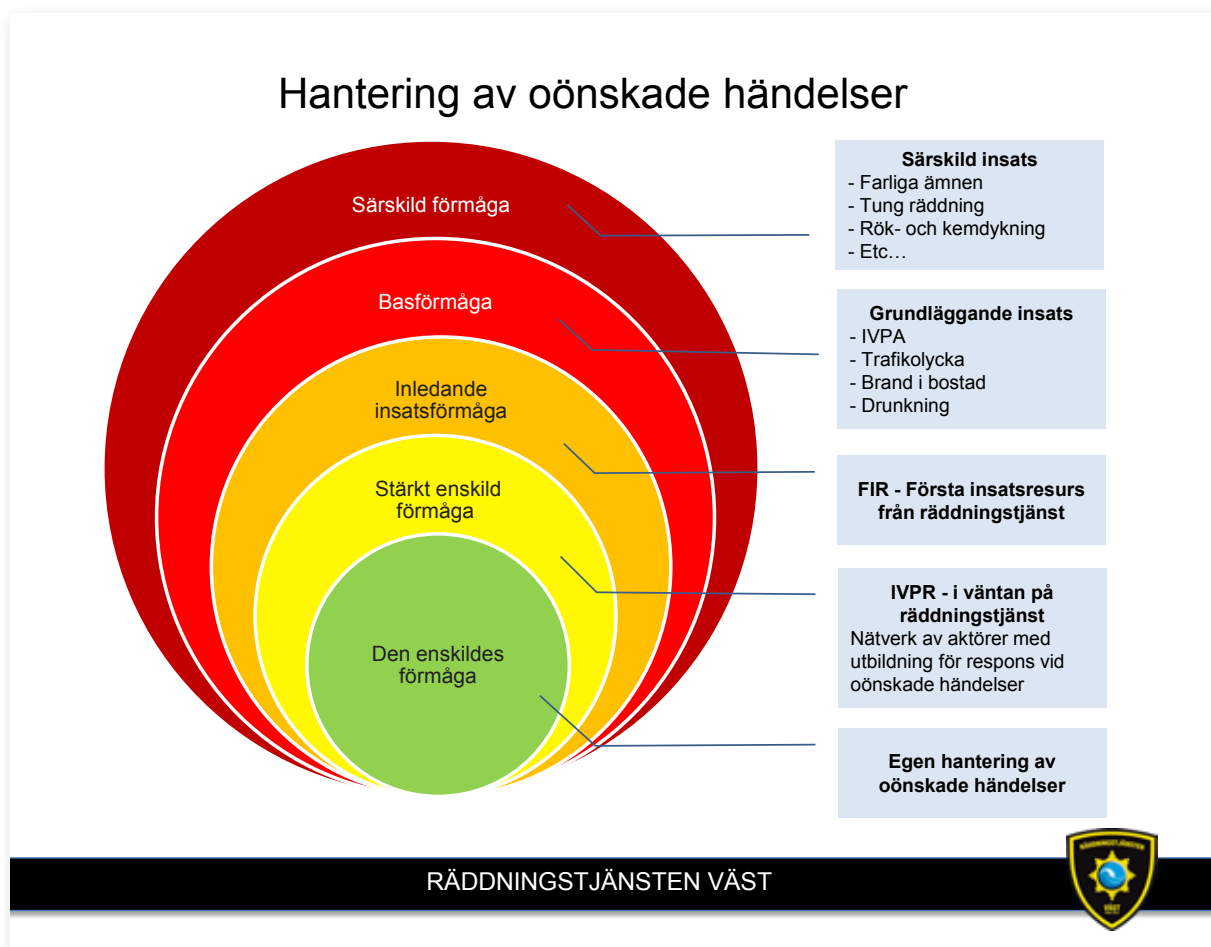 Hantering av oönskade händelser
Särskild förmåga
Basförmåga
Inledande
insatsförmåga
Stärkt enskild
förmåga
Den enskildes
förmåga
Särskild insats
- Farliga ämnen
- Tung räddning
- Rök- och kemdykning
- Etc…
Grundläggande insats
- IVPA
- Trafikolycka
- Brand i bostad
- Drunkning
FIR - Första insatsresurs
från räddningstjänst
IVPR - i väntan på
räddningstjänst
Nätverk av aktörer med
utbildning för respons vid
oönskade händelser
Egen hantering av
oönskade händelser
RÄDDNINGSTJÄNSTEN VÄST
RÄDDNINGSTJÄNSTEN
VÄST